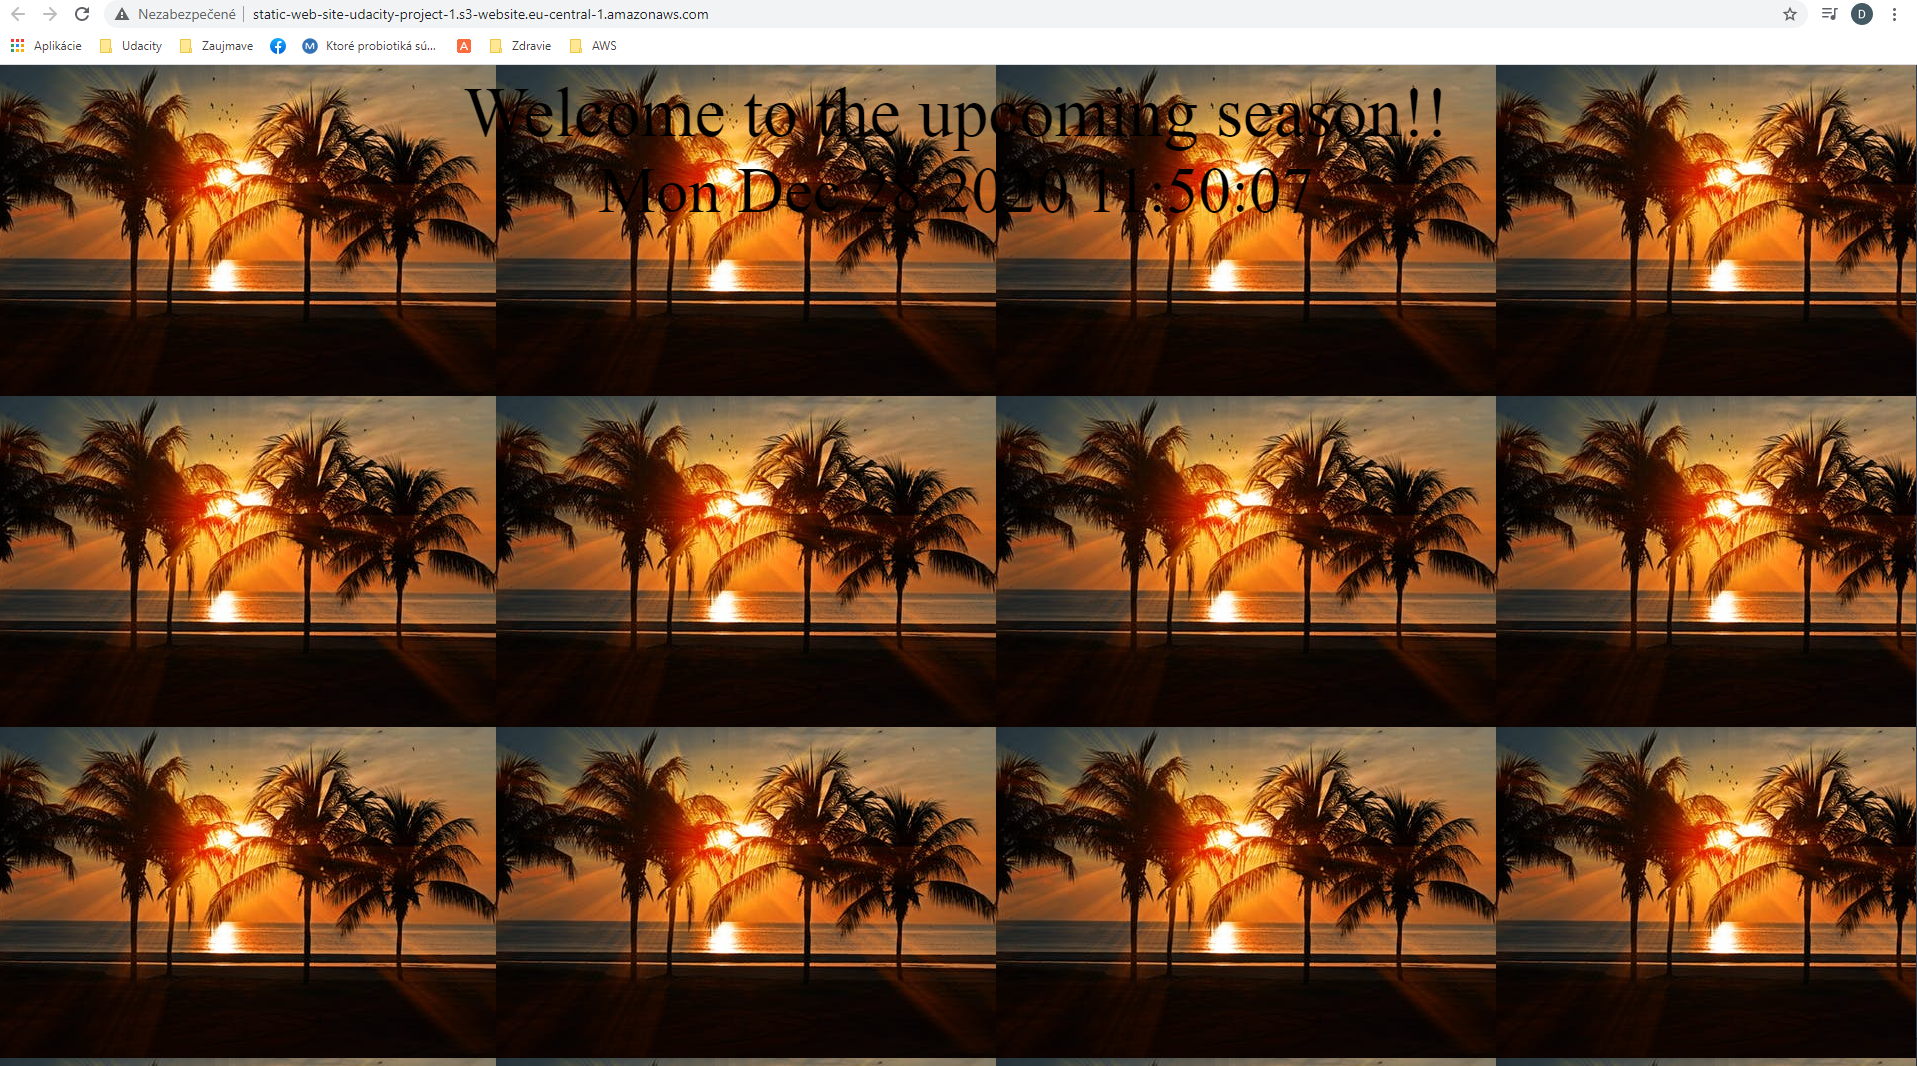 Nezabezpečené static-web-site-udacity-project-1.s3-website.eu-central-1.amazonaws.com D
Aplikácie Udacity Zaujmave M Ktoré probiotiká sú... A Zdravie AWS
Welcome to the upcoming season!!
Mon Dec 28 2020 11:50:07